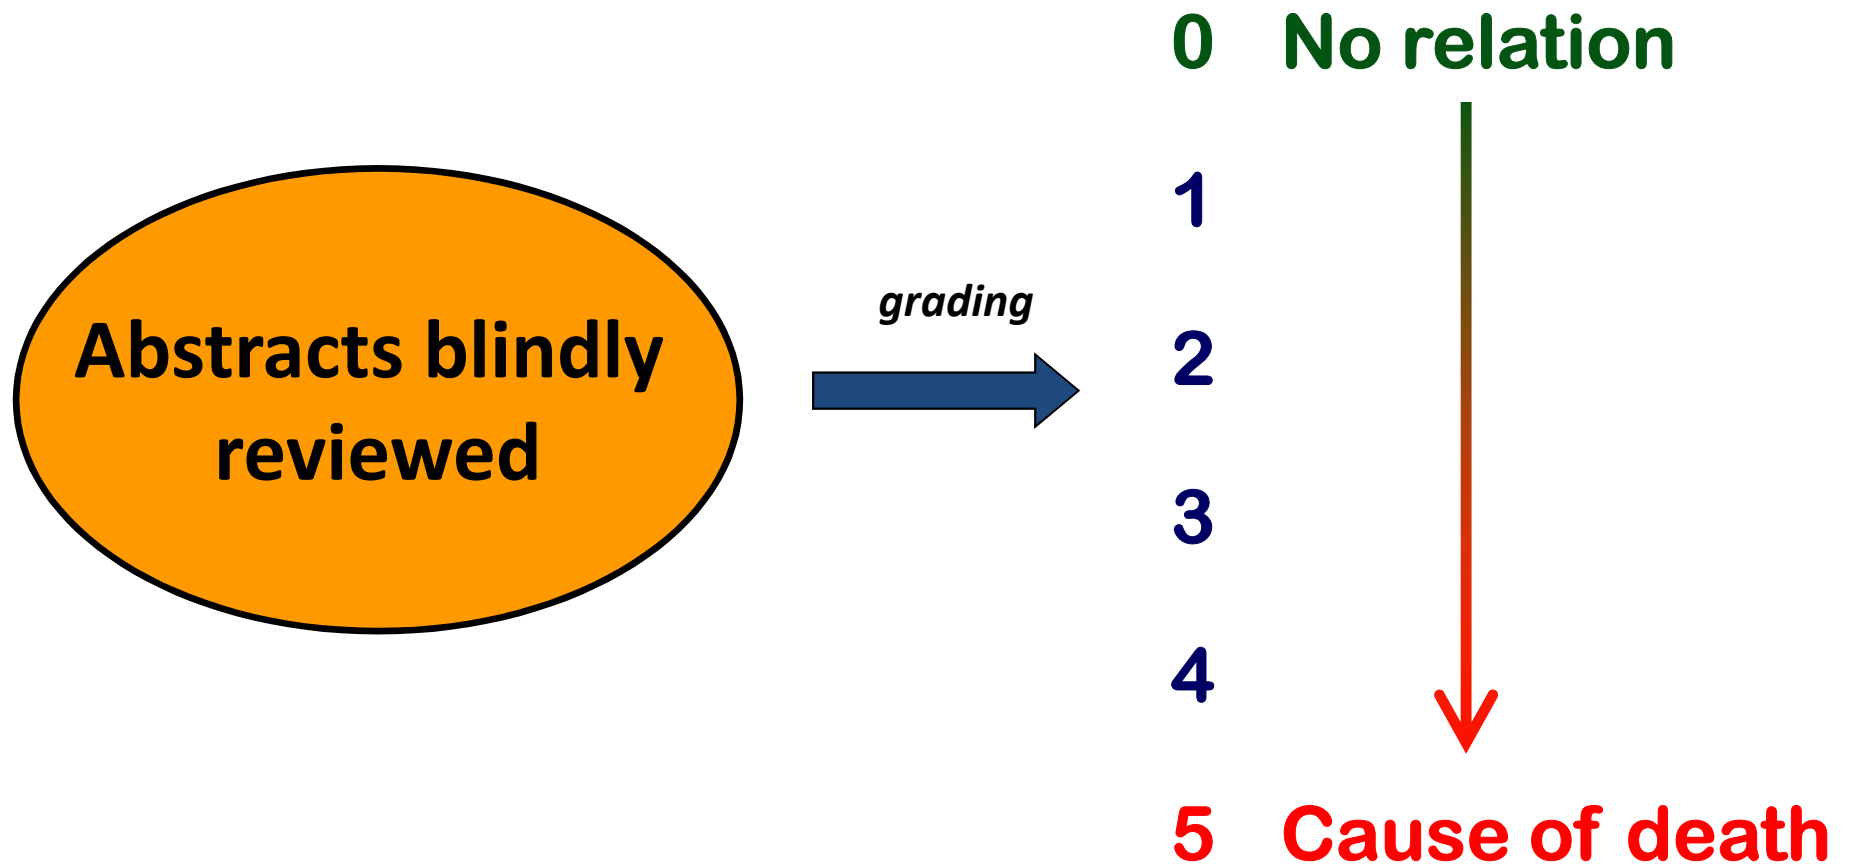 Abstracts blindly
reviewed
grading
0 No relation
1
2
3
4
5 Cause of death